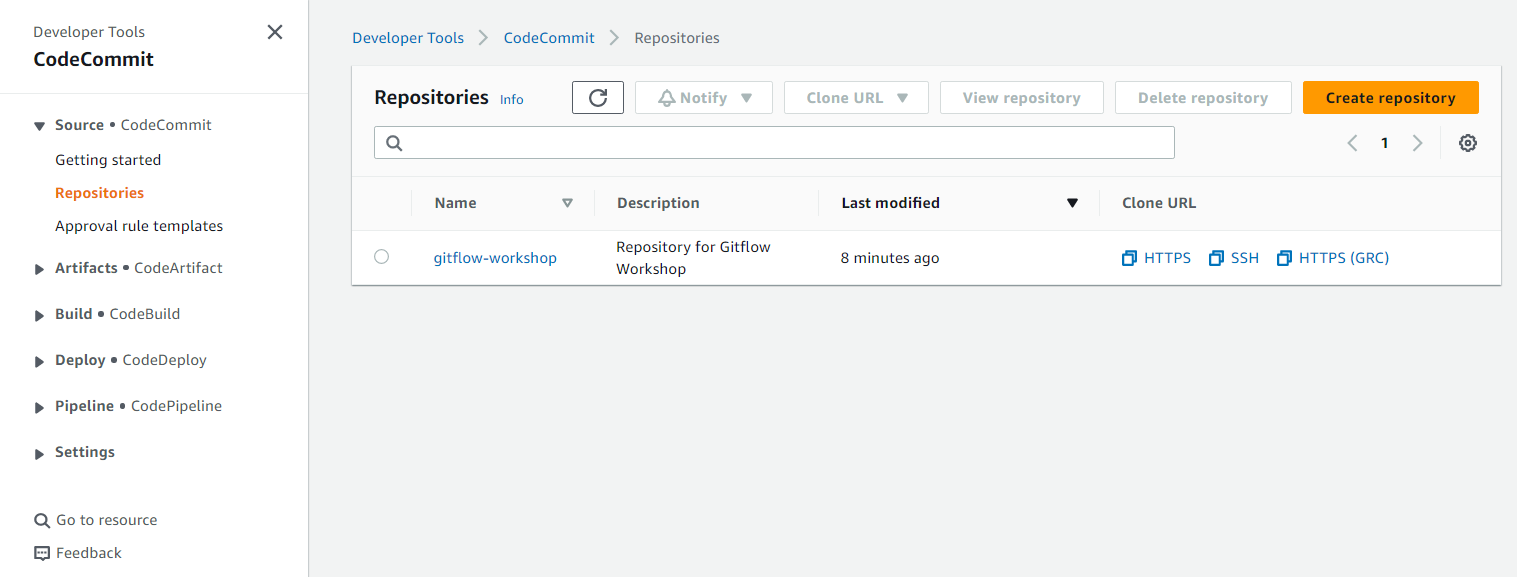 Developer Tools
CodeCommit
Source • CodeCommit
Getting started
Repositories
Approval rule templates
Artifacts • CodeArtifact
Build • CodeBuild
Deploy • CodeDeploy
Pipeline • CodePipeline
Settings
Go to resource
Feedback
Developer Tools CodeCommit Repositories
Repositories Info Notify Clone URL View repository Delete repository Create repository
1
Name Description Last modified Clone URL
gitflow-workshop Repository for Gitflow 8 minutes ago HTTPS SSH HTTPS (GRC)
Workshop